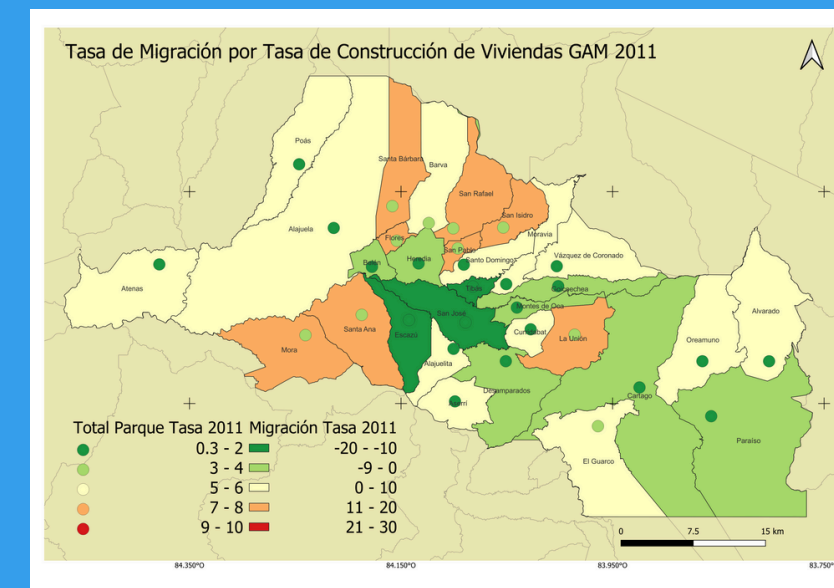 Tasa de Migración por Tasa de Construcción de Viviendas GAM 2011
Poás
Santa Bárbara
Barva
San Rafael
San Isidro
Alajuela
Flores
Moravia
San Pablo
Santo Domingo
Vázquez de Coronado
Heredia
Belén
Atenas
Tibás
Goicoechea
Montes de Oca
San José
Alvarado
Santa Ana
Escazú
Curridabat
La Unión
Oreamuno
Mora
Alajuelita
Desamparados
Cartago
Aserrí
Paraíso
El Guarco
Total Parque Tasa 2011 Migración Tasa 2011
0.3 - 2 -20 - -10
3 - 4 -9 - 0
5 - 6 0 - 10
7 - 8 11 - 20
9 - 10 21 - 30
0 7.5 15 km
84.350°O 84.150°O 83.950°O 83.750°O